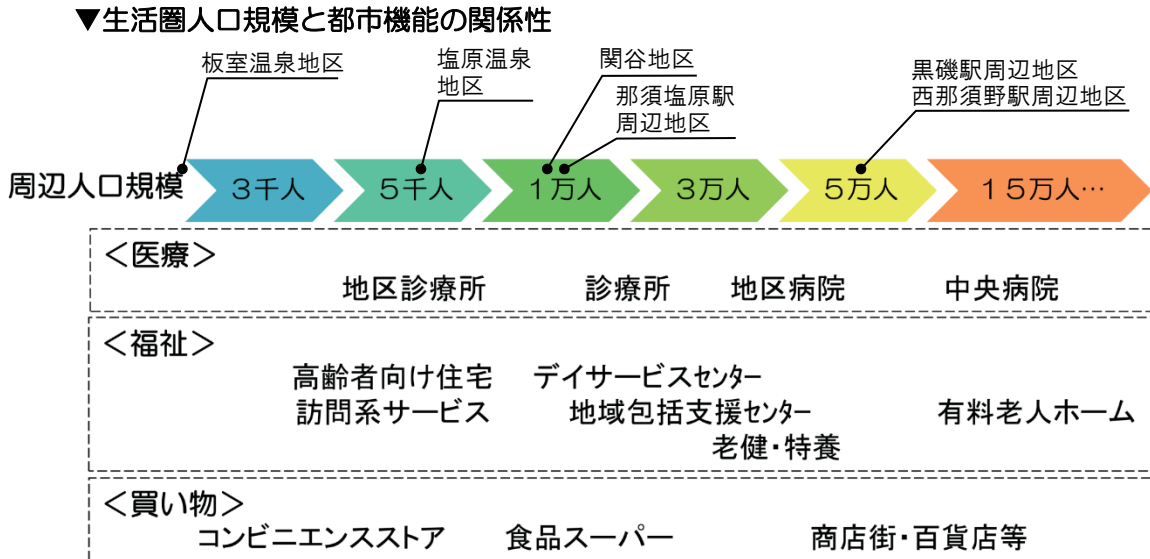 ▼生活圏人口規模と都市機能の関係性
板室温泉地区
塩原温泉
地区
関谷地区
那須塩原駅
周辺地区
黒磯駅周辺地区
西那須野駅周辺地区
周辺人口規模
３千人
５千人
１万人
３万人
５万人
１５万人…
＜医療＞
地区診療所
診療所
地区病院
中央病院
＜福祉＞
高齢者向け住宅
デイサービスｾﾝﾀｰ
訪問系サービス
地域包括支援ｾﾝﾀｰ
有料老人ホーム
老健・特養
＜買い物＞
コンビニエンスストア
食品スーパー
商店街・百貨店等